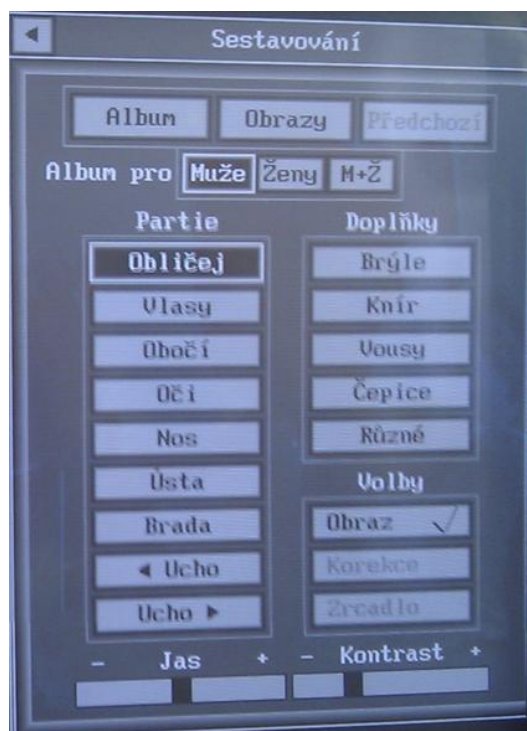 Sestavování
Album Obrazy Předchozí
Album pro Muže Ženy M+Ž
Partie
Obličej
Vlasy
Obočí
Oči
Nos
Ústa
Brada
◄ Ucho
Ucho ►
Doplňky
Brýle
Knír
Vousy
Čepice
Různé
Volby
Obraz ✓
Korekce
Zrcadlo
- Jas +
- Kontrast +